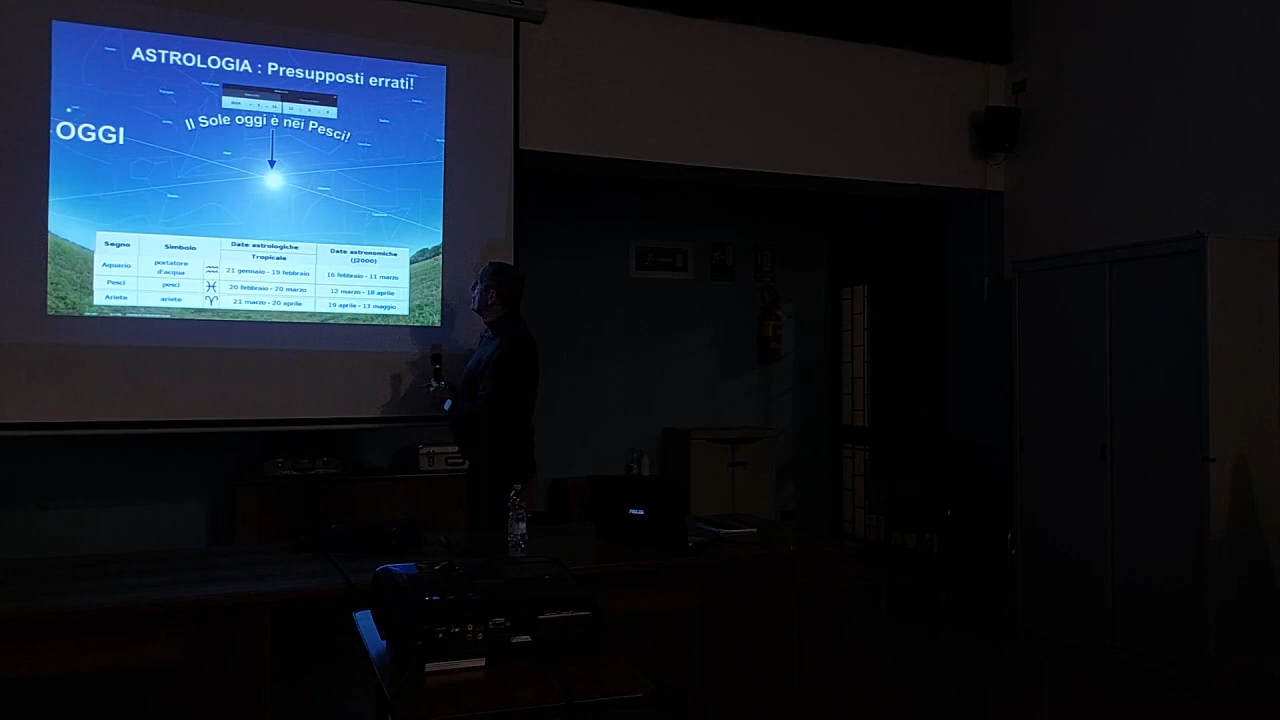 ASTROLOGIA : Presupposti errati!
Il Sole oggi è nei Pesci!
OGGI
Segno Simbolo Date astrologiche Date astronomiche
Tropicale (J2000)
Aquario portatore d'acqua ♒ 21 gennaio - 19 febbraio 16 febbraio - 11 marzo
Pesci pesci ♓ 20 febbraio - 20 marzo 12 marzo - 18 aprile
Ariete ariete ♈ 21 marzo - 20 aprile 19 aprile - 13 maggio
ASUS